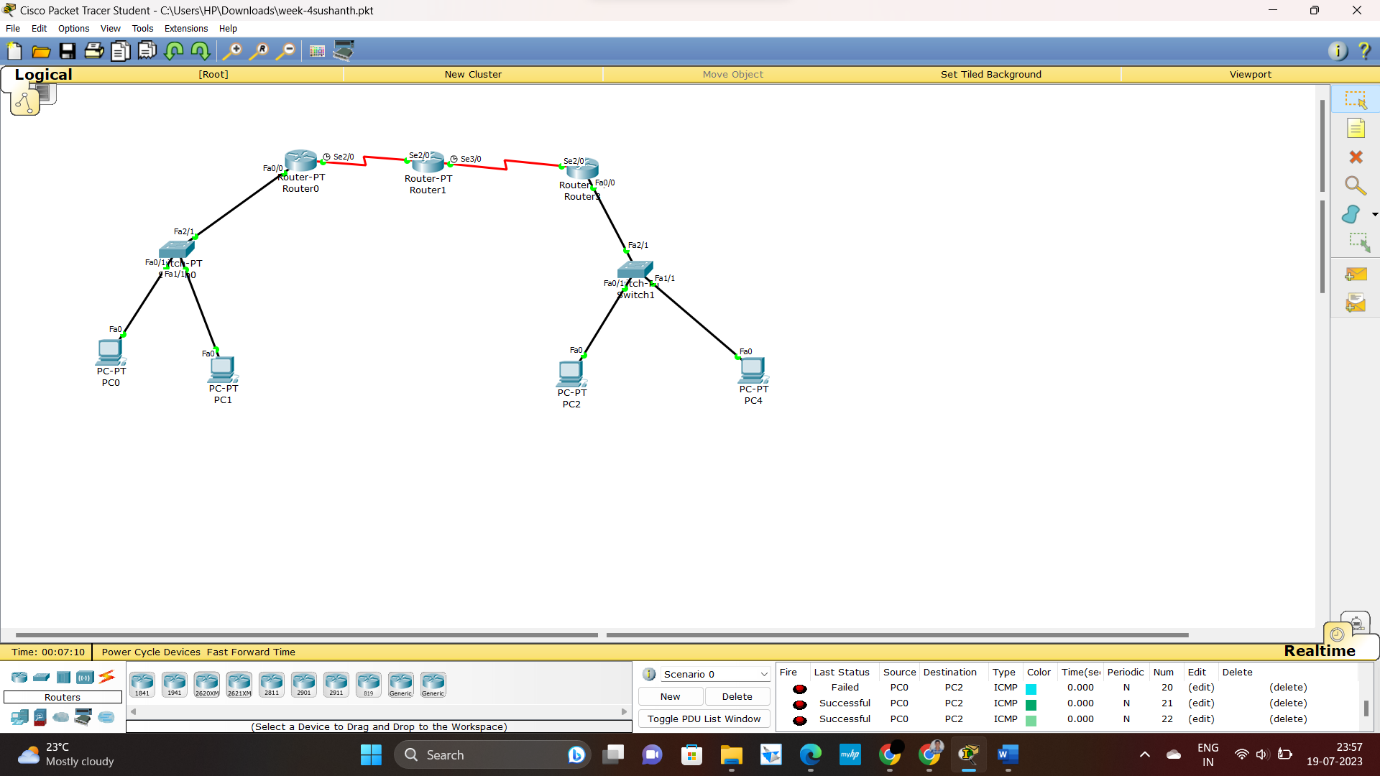 Cisco Packet Tracer Student - C:\Users\HP\Downloads\week-4sushanth.pkt
File Edit Options View Tools Extensions Help
Logical [Root] New Cluster Move Object Set Tiled Background Viewport
Fa0/0 Se2/0 Se2/0 Se3/0 Se2/0
Router-PT Router-PT Router Fa0/0
Router0 Router1 Router3
Fa2/1 Fa2/1
Fa0/1 tch-PT
Fa1/1 Fa1/1
Fa0/1 tch-P
Switch1
Fa0 Fa0 Fa0 Fa0
PC-PT PC-PT PC-PT PC-PT
PC0 PC1 PC2 PC4
Realtime
Time: 00:07:10 Power Cycle Devices Fast Forward Time
Routers
1841 1941 2620XM 2621XM 2811 2901 2911 819 Generic Generic
(Select a Device to Drag and Drop to the Workspace)
Scenario 0
New Delete
Toggle PDU List Window
Fire Last Status Source Destination Type Color Time(sec Periodic Num Edit Delete
Failed PC0 PC2 ICMP 0.000 N 20 (edit) (delete)
Successful PC0 PC2 ICMP 0.000 N 21 (edit) (delete)
Successful PC0 PC2 ICMP 0.000 N 22 (edit) (delete)
23°C
Mostly cloudy
Search
myhp
ENG
IN
23:57
19-07-2023